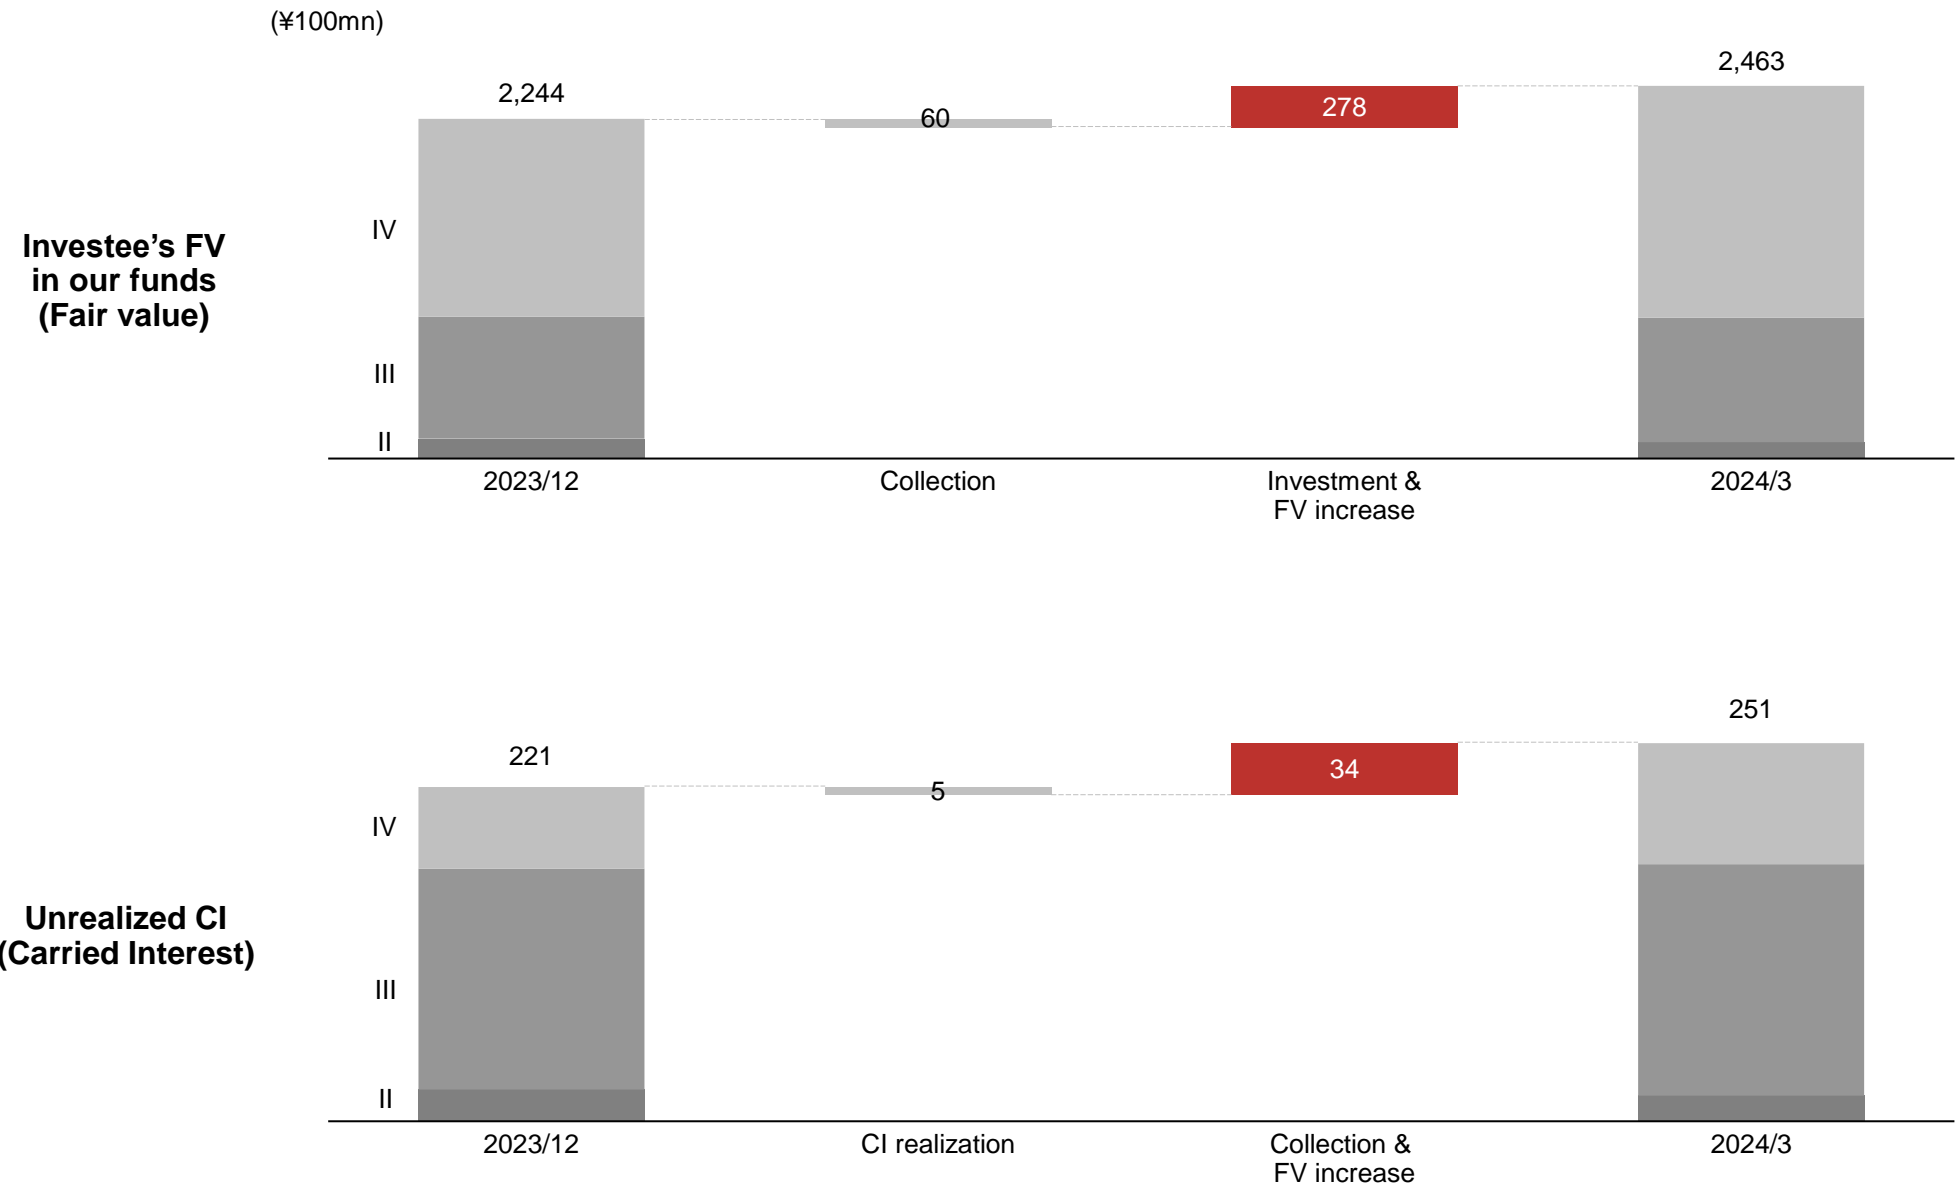 (¥100mn)
2,244
60
278
2,463
IV
Investee’s FV
in our funds
(Fair value)
III
II
2023/12
Collection
Investment &
FV increase
2024/3
221
5
34
251
IV
Unrealized CI
(Carried Interest)
III
II
2023/12
CI realization
Collection &
FV increase
2024/3